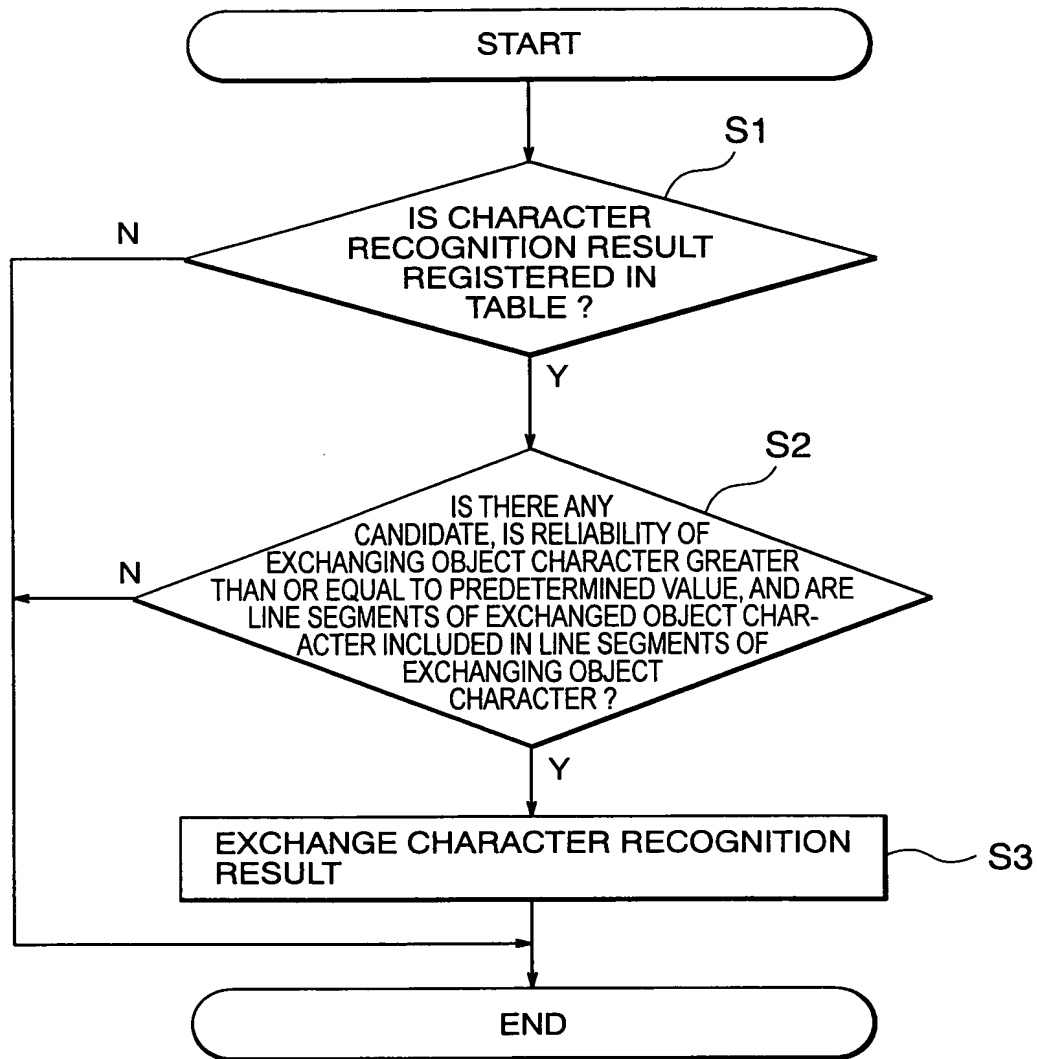 START
S1
IS CHARACTER
RECOGNITION RESULT
REGISTERED IN
TABLE ?
N
Y
S2
IS THERE ANY
CANDIDATE, IS RELIABILITY OF
EXCHANGING OBJECT CHARACTER GREATER
THAN OR EQUAL TO PREDETERMINED VALUE, AND ARE
LINE SEGMENTS OF EXCHANGED OBJECT CHAR-
ACTER INCLUDED IN LINE SEGMENTS OF
EXCHANGING OBJECT
CHARACTER ?
N
Y
EXCHANGE CHARACTER RECOGNITION
RESULT
S3
END